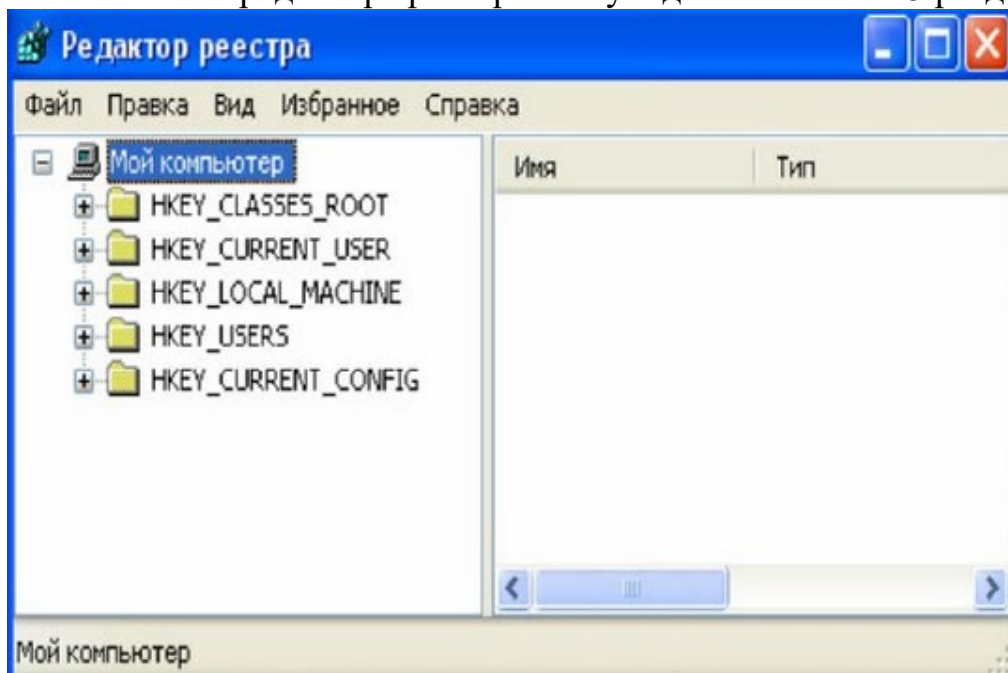 Редактор реестра
Файл Правка Вид Избранное Справка
Мой компьютер
HKEY_CLASSES_ROOT
HKEY_CURRENT_USER
HKEY_LOCAL_MACHINE
HKEY_USERS
HKEY_CURRENT_CONFIG
Имя Тип
Мой компьютер